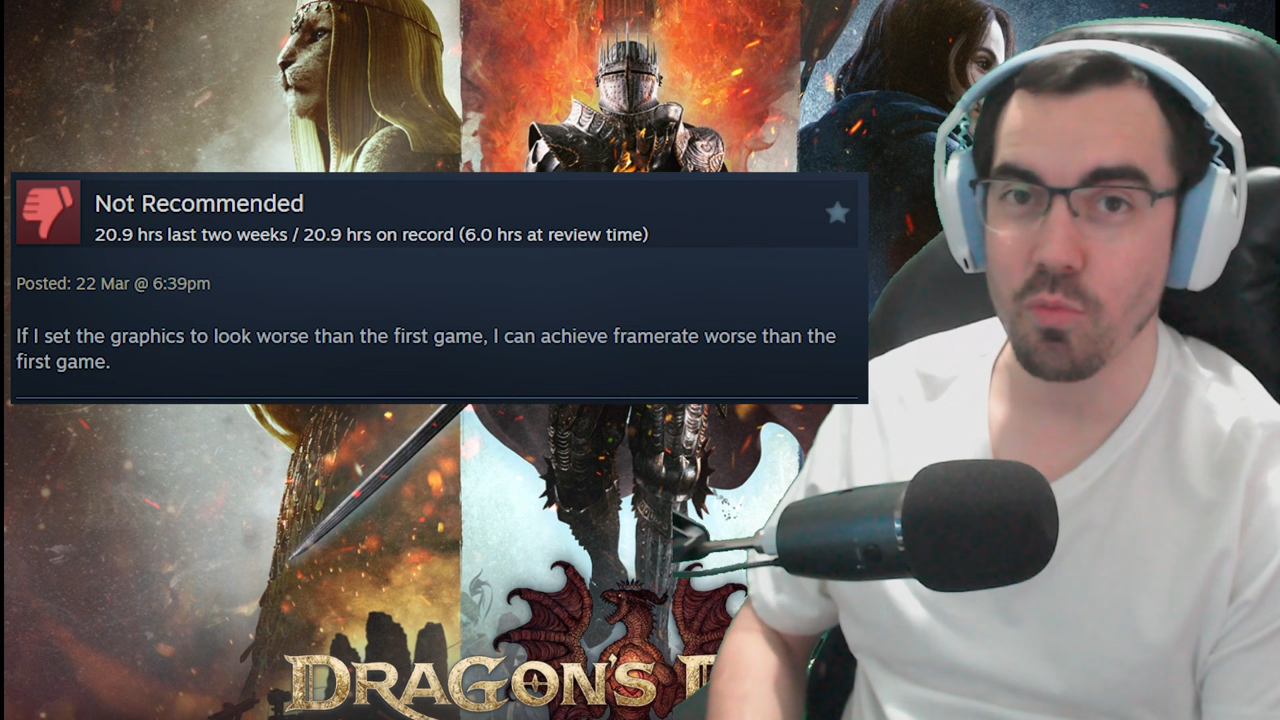 Not Recommended
20.9 hrs last two weeks / 20.9 hrs on record (6.0 hrs at review time)
Posted: 22 Mar @ 6:39pm
If I set the graphics to look worse than the first game, I can achieve framerate worse than the
first game.
DRAGON'S